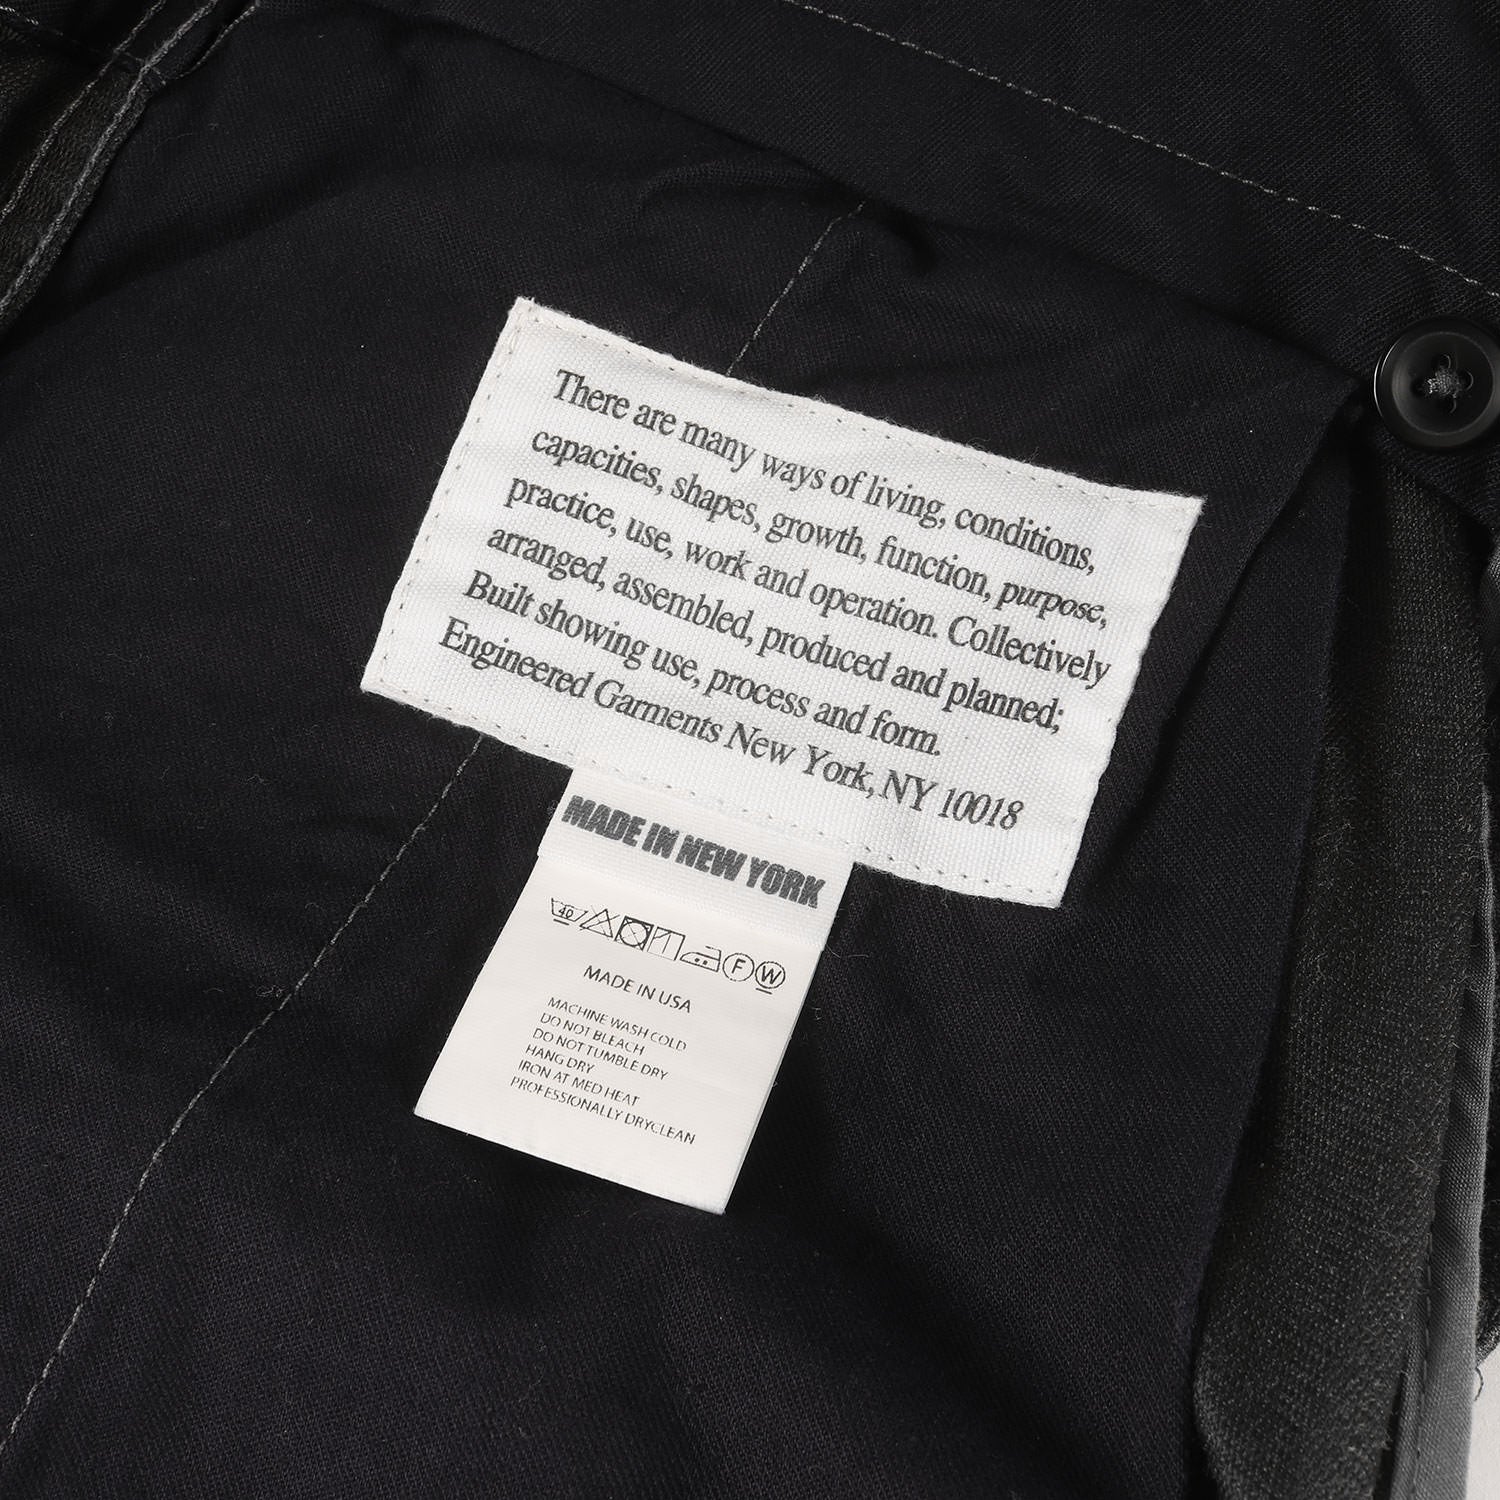 There are many ways of living, conditions,
capacities, shapes, growth, function, purpose,
practice, use, work and operation. Collectively
arranged, assembled, produced and planned;
Built showing use, process and form.
Engineered Garments New York, NY 10018
MADE IN NEW YORK
40 F W
MADE IN USA
MACHINE WASH COLD
DO NOT BLEACH
DO NOT TUMBLE DRY
HANG DRY
IRON AT MED HEAT
PROFESSIONALLY DRYCLEAN